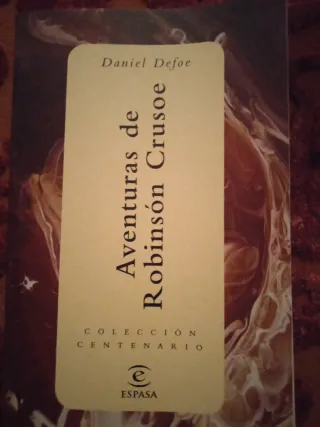 Daniel Defoe
Aventuras de
Robinsón Crusoe
COLECCIÓN
CENTENARIO
e
ESPASA